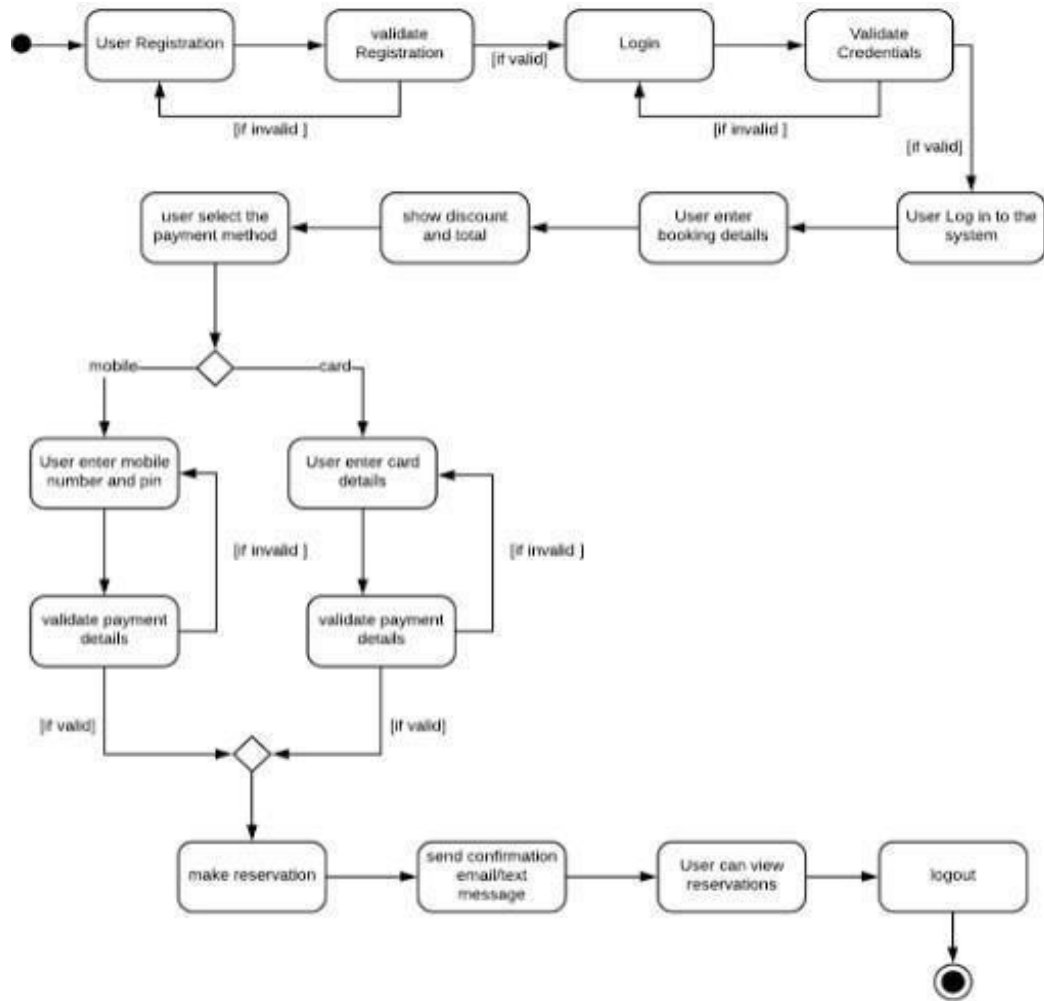 User Registration
validate
Registration
[if valid]
Login
Validate
Credentials
[if invalid ]
[if invalid ]
[if valid]
user select the
payment method
show discount
and total
User enter
booking details
User Log in to the
system
mobile
card
User enter mobile
number and pin
User enter card
details
[if invalid ]
[if invalid ]
validate payment
details
validate payment
details
[if valid]
[if valid]
make reservation
send confirmation
email/text
message
User can view
reservations
logout